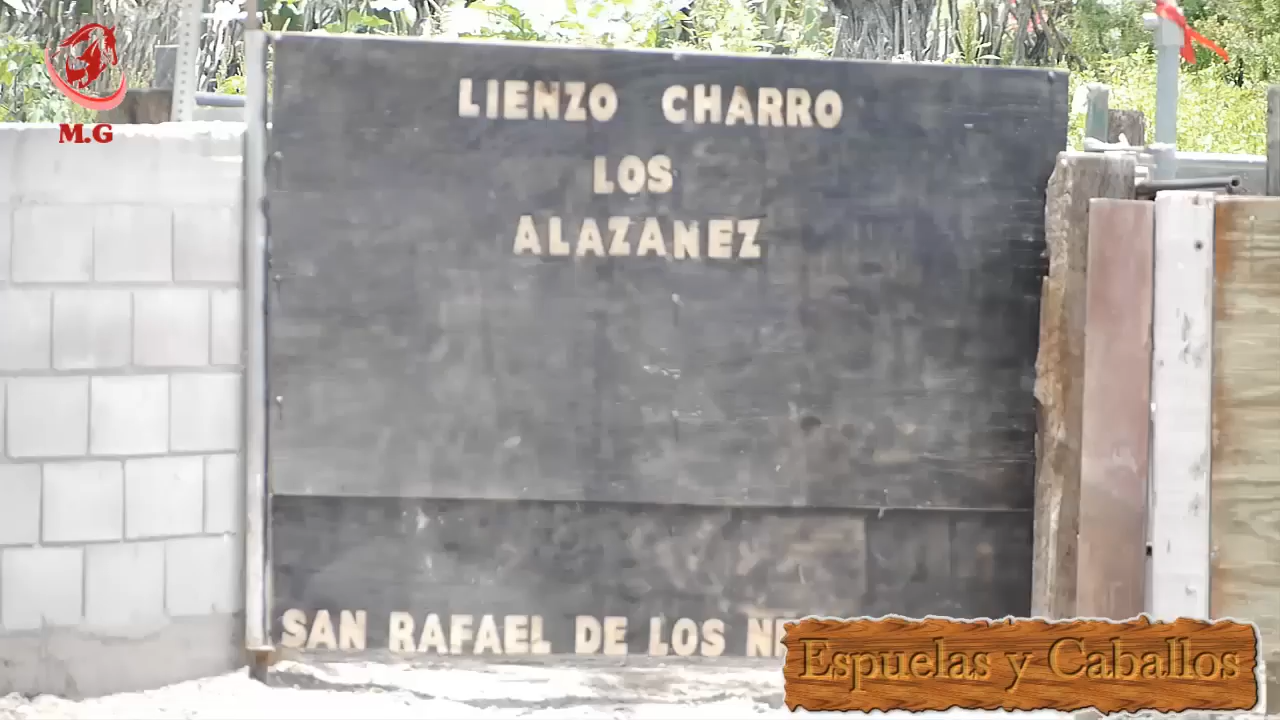 M.G
LIENZO CHARRO
LOS
ALAZANEZ
SAN RAFAEL DE LOS
Espuelas y Caballos